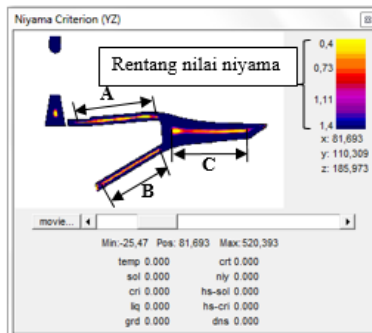 Niyama Criterion (YZ)
Rentang nilai niyama
0,4
0,73
1,11
1,4
A
B
C
x: 81,693
y: 110,309
z: 185,973
movie...
Min:-25,47 Pos: 81,693 Max: 520,393
temp 0.000 crt 0.000
sol 0.000 niy 0.000
cri 0.000 hs-sol 0.000
liq 0.000 hs-cri 0.000
grd 0.000 dns 0.000